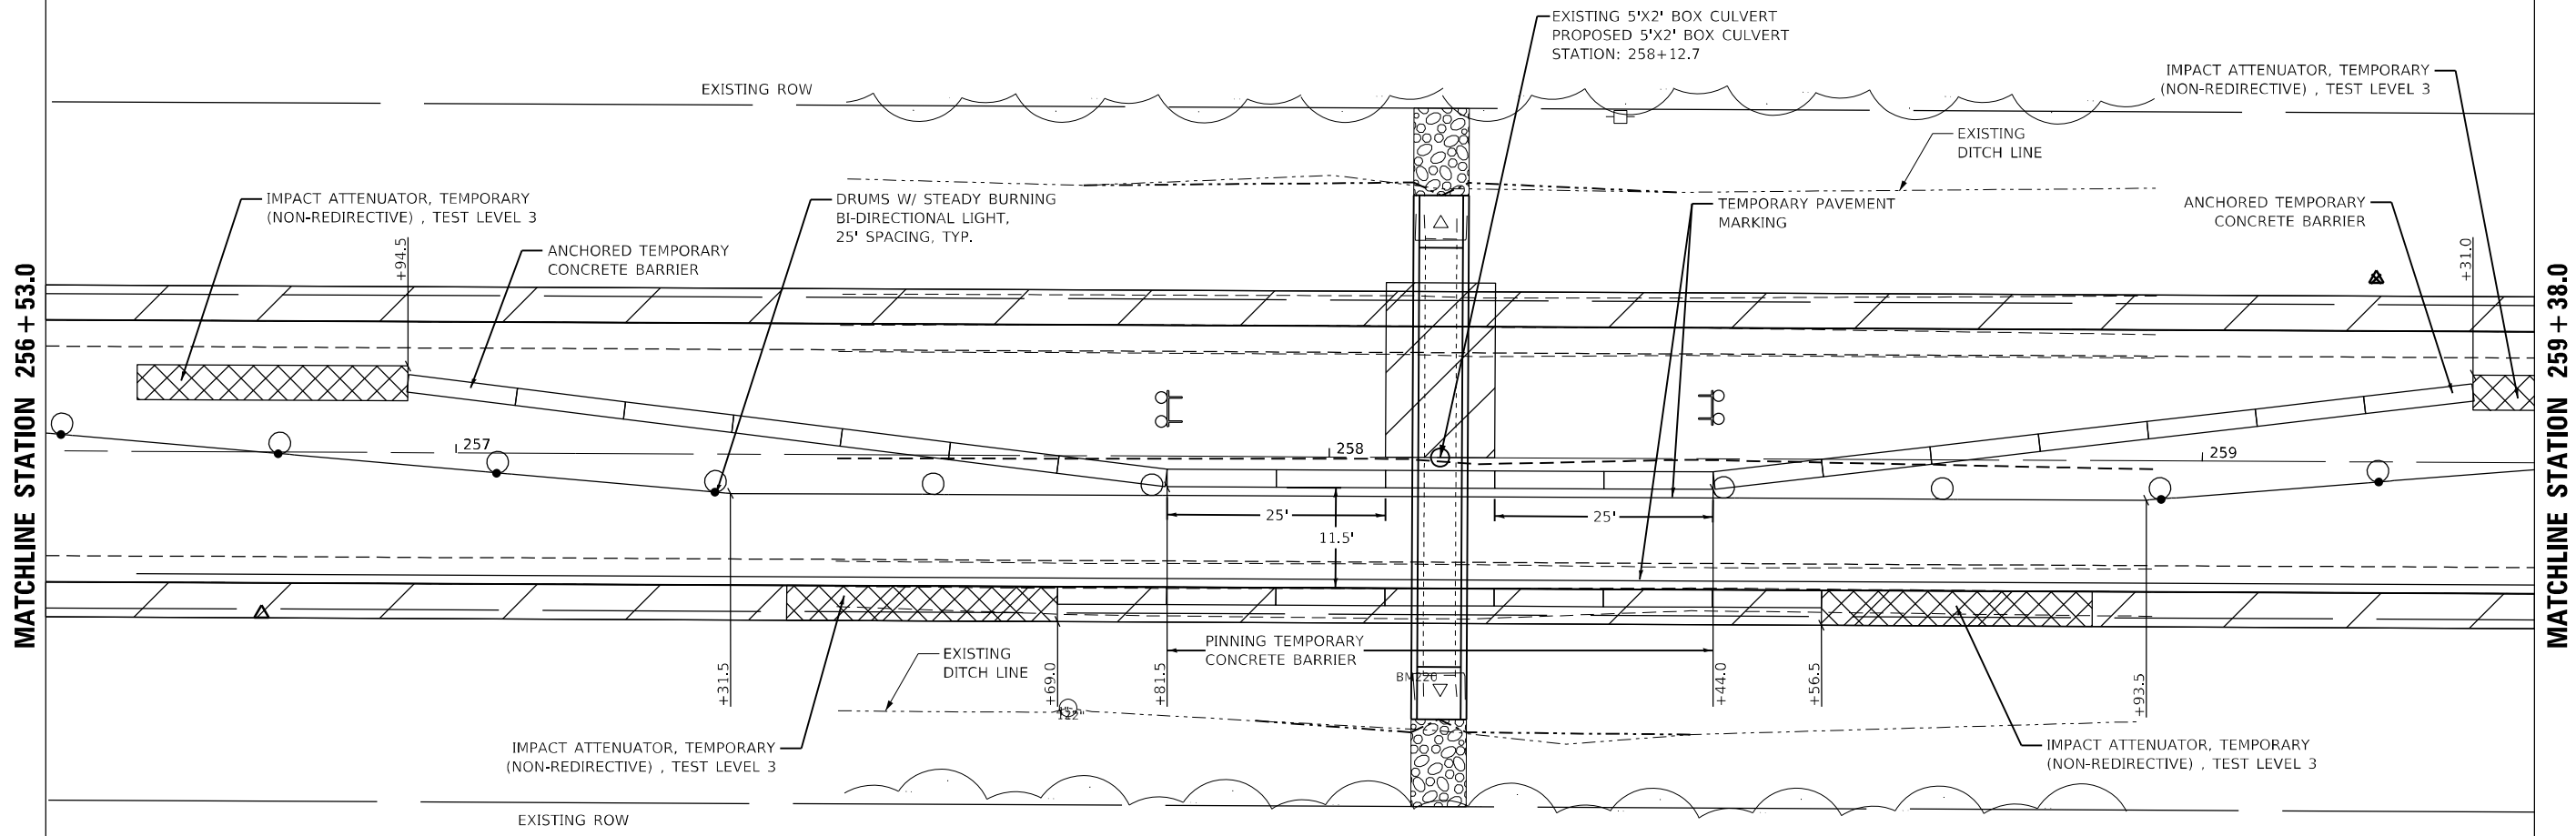 EXISTING 5'X2' BOX CULVERT
PROPOSED 5'X2' BOX CULVERT
STATION: 258+12.7
IMPACT ATTENUATOR, TEMPORARY
(NON-REDIRECTIVE) , TEST LEVEL 3
EXISTING ROW
EXISTING
DITCH LINE
IMPACT ATTENUATOR, TEMPORARY
(NON-REDIRECTIVE) , TEST LEVEL 3
DRUMS W/ STEADY BURNING
BI-DIRECTIONAL LIGHT,
25' SPACING, TYP.
TEMPORARY PAVEMENT
MARKING
ANCHORED TEMPORARY
CONCRETE BARRIER
ANCHORED TEMPORARY
CONCRETE BARRIER
+94.5
+31.0
MATCHLINE STATION 256 + 53.0
MATCHLINE STATION 259 + 38.0
257
258
259
25'
25'
11.5'
PINNING TEMPORARY
CONCRETE BARRIER
EXISTING
DITCH LINE
+31.5
+69.0
+81.5
BM226
+44.0
+56.5
+93.5
IMPACT ATTENUATOR, TEMPORARY
(NON-REDIRECTIVE) , TEST LEVEL 3
IMPACT ATTENUATOR, TEMPORARY
(NON-REDIRECTIVE) , TEST LEVEL 3
EXISTING ROW